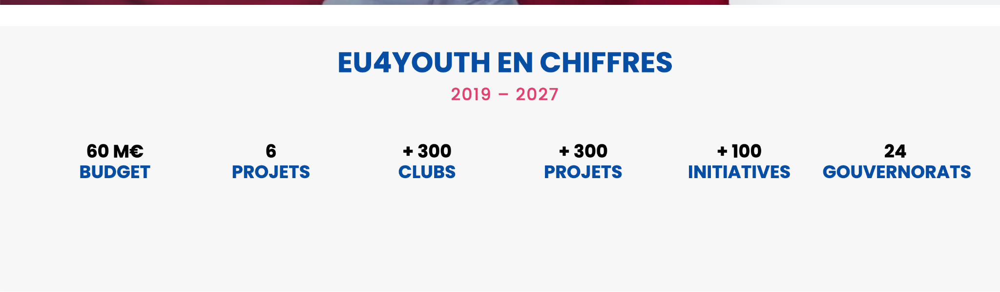 EU4YOUTH EN CHIFFRES
2019 – 2027
60 M€
BUDGET
6
PROJETS
+ 300
CLUBS
+ 300
PROJETS
+ 100
INITIATIVES
24
GOUVERNORATS